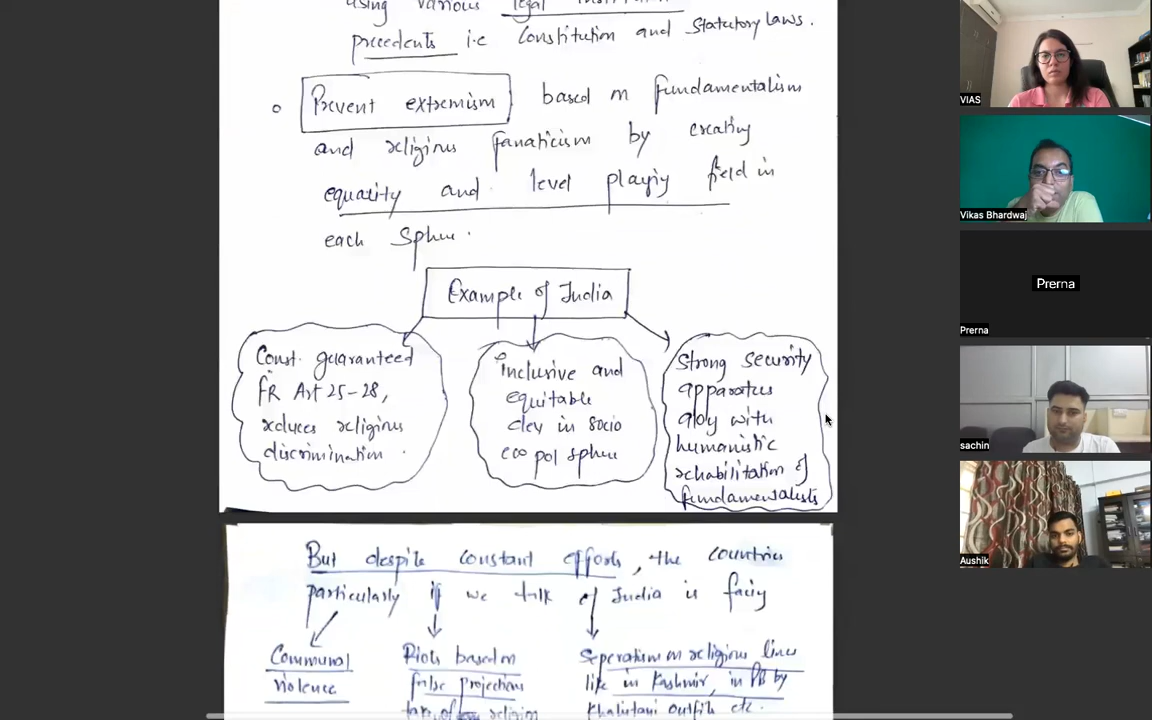 using various legal
precedents i.e Constitution and Statutory laws.
Prevent extremism based on fundamentalism
and religious fanaticism by creating
equality and level playing field in
each Sphere.
Example of India
Const. guaranteed
FR Art 25-28,
reduces religious
discrimination.
inclusive and
equitable
dev in socio
eco pol sphere
Strong security
apparatus
along with
humanistic
rehabilitation of
fundamentalists
But despite constant efforts, the countries
particularly if we talk of India is facing
Communal
violence
Riots based on
false projections
religion
Seperatism on religious lines
like in Kashmir, in PB by
Khalistani outfits etc.
VIAS
Vikas Bhardwaj
Prerna
Prerna
sachin
Aushik